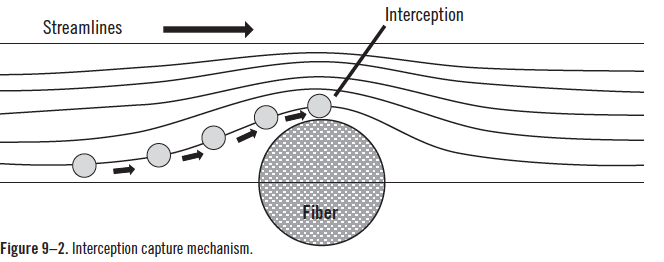 Interception
Streamlines
Fiber
Figure 9–2. Interception capture mechanism.